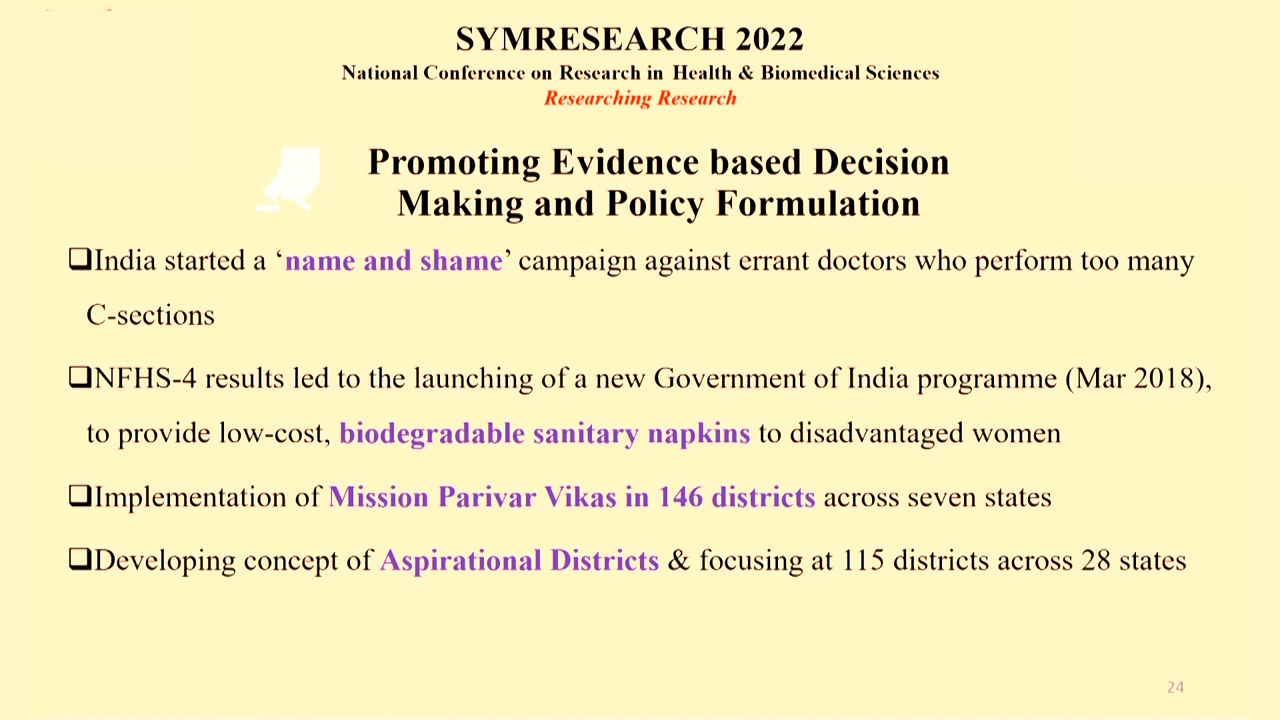 SYMRESEARCH 2022
National Conference on Research in Health & Biomedical Sciences
Researching Research
Promoting Evidence based Decision
Making and Policy Formulation
❑India started a ‘name and shame’ campaign against errant doctors who perform too many
C-sections
❑NFHS-4 results led to the launching of a new Government of India programme (Mar 2018),
to provide low-cost, biodegradable sanitary napkins to disadvantaged women
❑Implementation of Mission Parivar Vikas in 146 districts across seven states
❑Developing concept of Aspirational Districts & focusing at 115 districts across 28 states
24